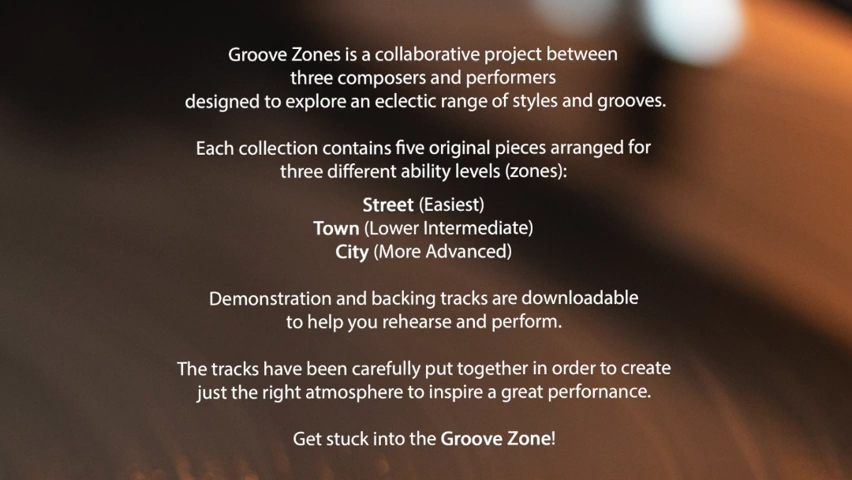 Groove Zones is a collaborative project between
three composers and performers
designed to explore an eclectic range of styles and grooves.
Each collection contains five original pieces arranged for
three different ability levels (zones):
Street (Easiest)
Town (Lower Intermediate)
City (More Advanced)
Demonstration and backing tracks are downloadable
to help you rehearse and perform.
The tracks have been carefully put together in order to create
just the right atmosphere to inspire a great perfornance.
Get stuck into the Groove Zone!